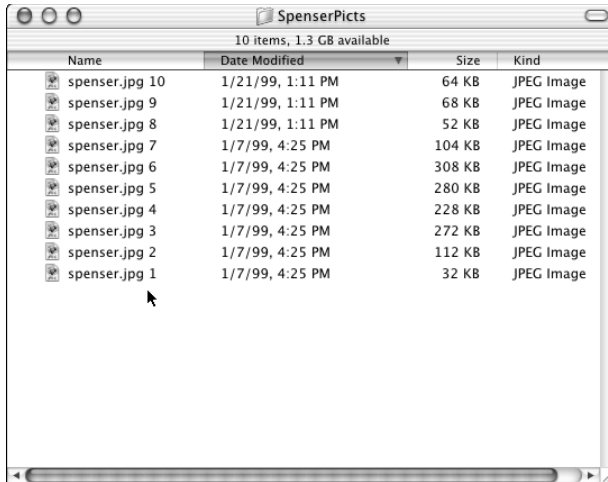 SpenserPicts
10 items, 1.3 GB available
Name Date Modified Size Kind
spenser.jpg 10 1/21/99, 1:11 PM 64 KB JPEG Image
spenser.jpg 9 1/21/99, 1:11 PM 68 KB JPEG Image
spenser.jpg 8 1/21/99, 1:11 PM 52 KB JPEG Image
spenser.jpg 7 1/7/99, 4:25 PM 104 KB JPEG Image
spenser.jpg 6 1/7/99, 4:25 PM 308 KB JPEG Image
spenser.jpg 5 1/7/99, 4:25 PM 280 KB JPEG Image
spenser.jpg 4 1/7/99, 4:25 PM 228 KB JPEG Image
spenser.jpg 3 1/7/99, 4:25 PM 272 KB JPEG Image
spenser.jpg 2 1/7/99, 4:25 PM 112 KB JPEG Image
spenser.jpg 1 1/7/99, 4:25 PM 32 KB JPEG Image